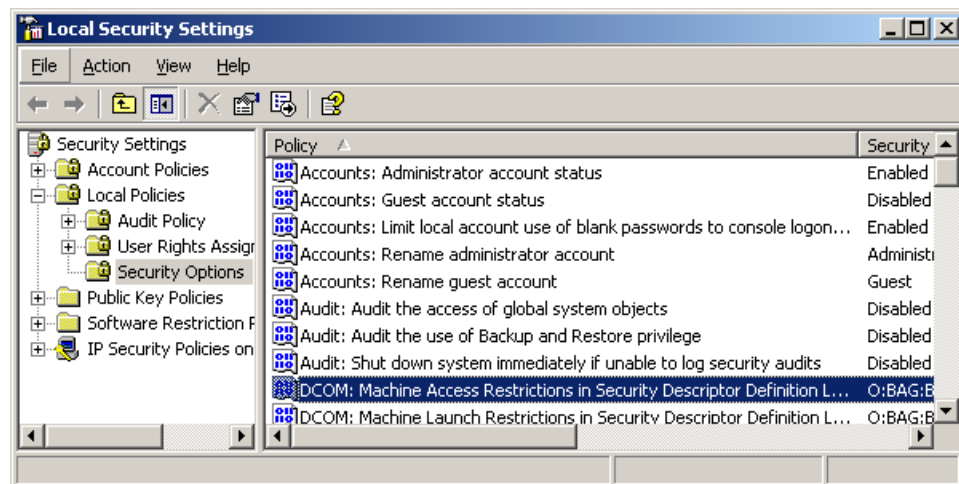 Local Security Settings
File Action View Help
Security Settings
Account Policies
Local Policies
Audit Policy
User Rights Assigr
Security Options
Public Key Policies
Software Restriction F
IP Security Policies on
Policy Security
Accounts: Administrator account status Enabled
Accounts: Guest account status Disabled
Accounts: Limit local account use of blank passwords to console logon... Enabled
Accounts: Rename administrator account Administr
Accounts: Rename guest account Guest
Audit: Audit the access of global system objects Disabled
Audit: Audit the use of Backup and Restore privilege Disabled
Audit: Shut down system immediately if unable to log security audits Disabled
DCOM: Machine Access Restrictions in Security Descriptor Definition L... O:BAG:B
DCOM: Machine Launch Restrictions in Security Descriptor Definition L... O:BAG:B